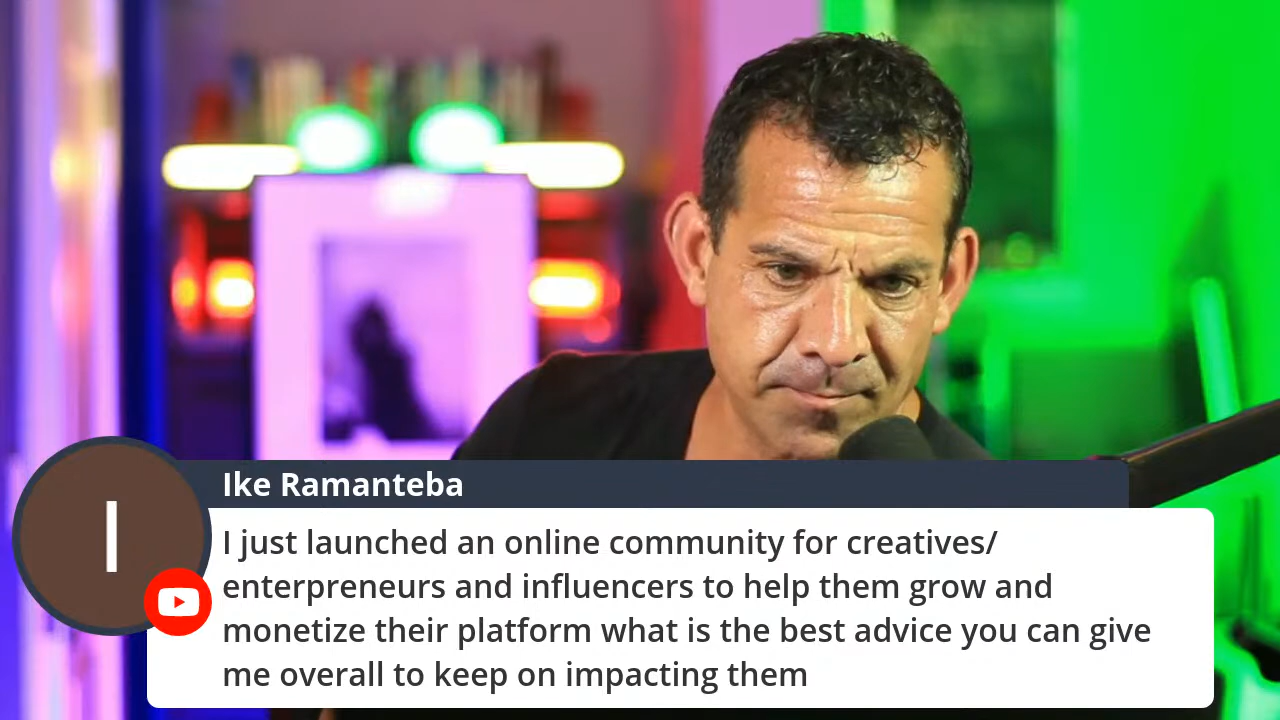 I
Ike Ramanteba
I just launched an online community for creatives/
enterpreneurs and influencers to help them grow and
monetize their platform what is the best advice you can give
me overall to keep on impacting them